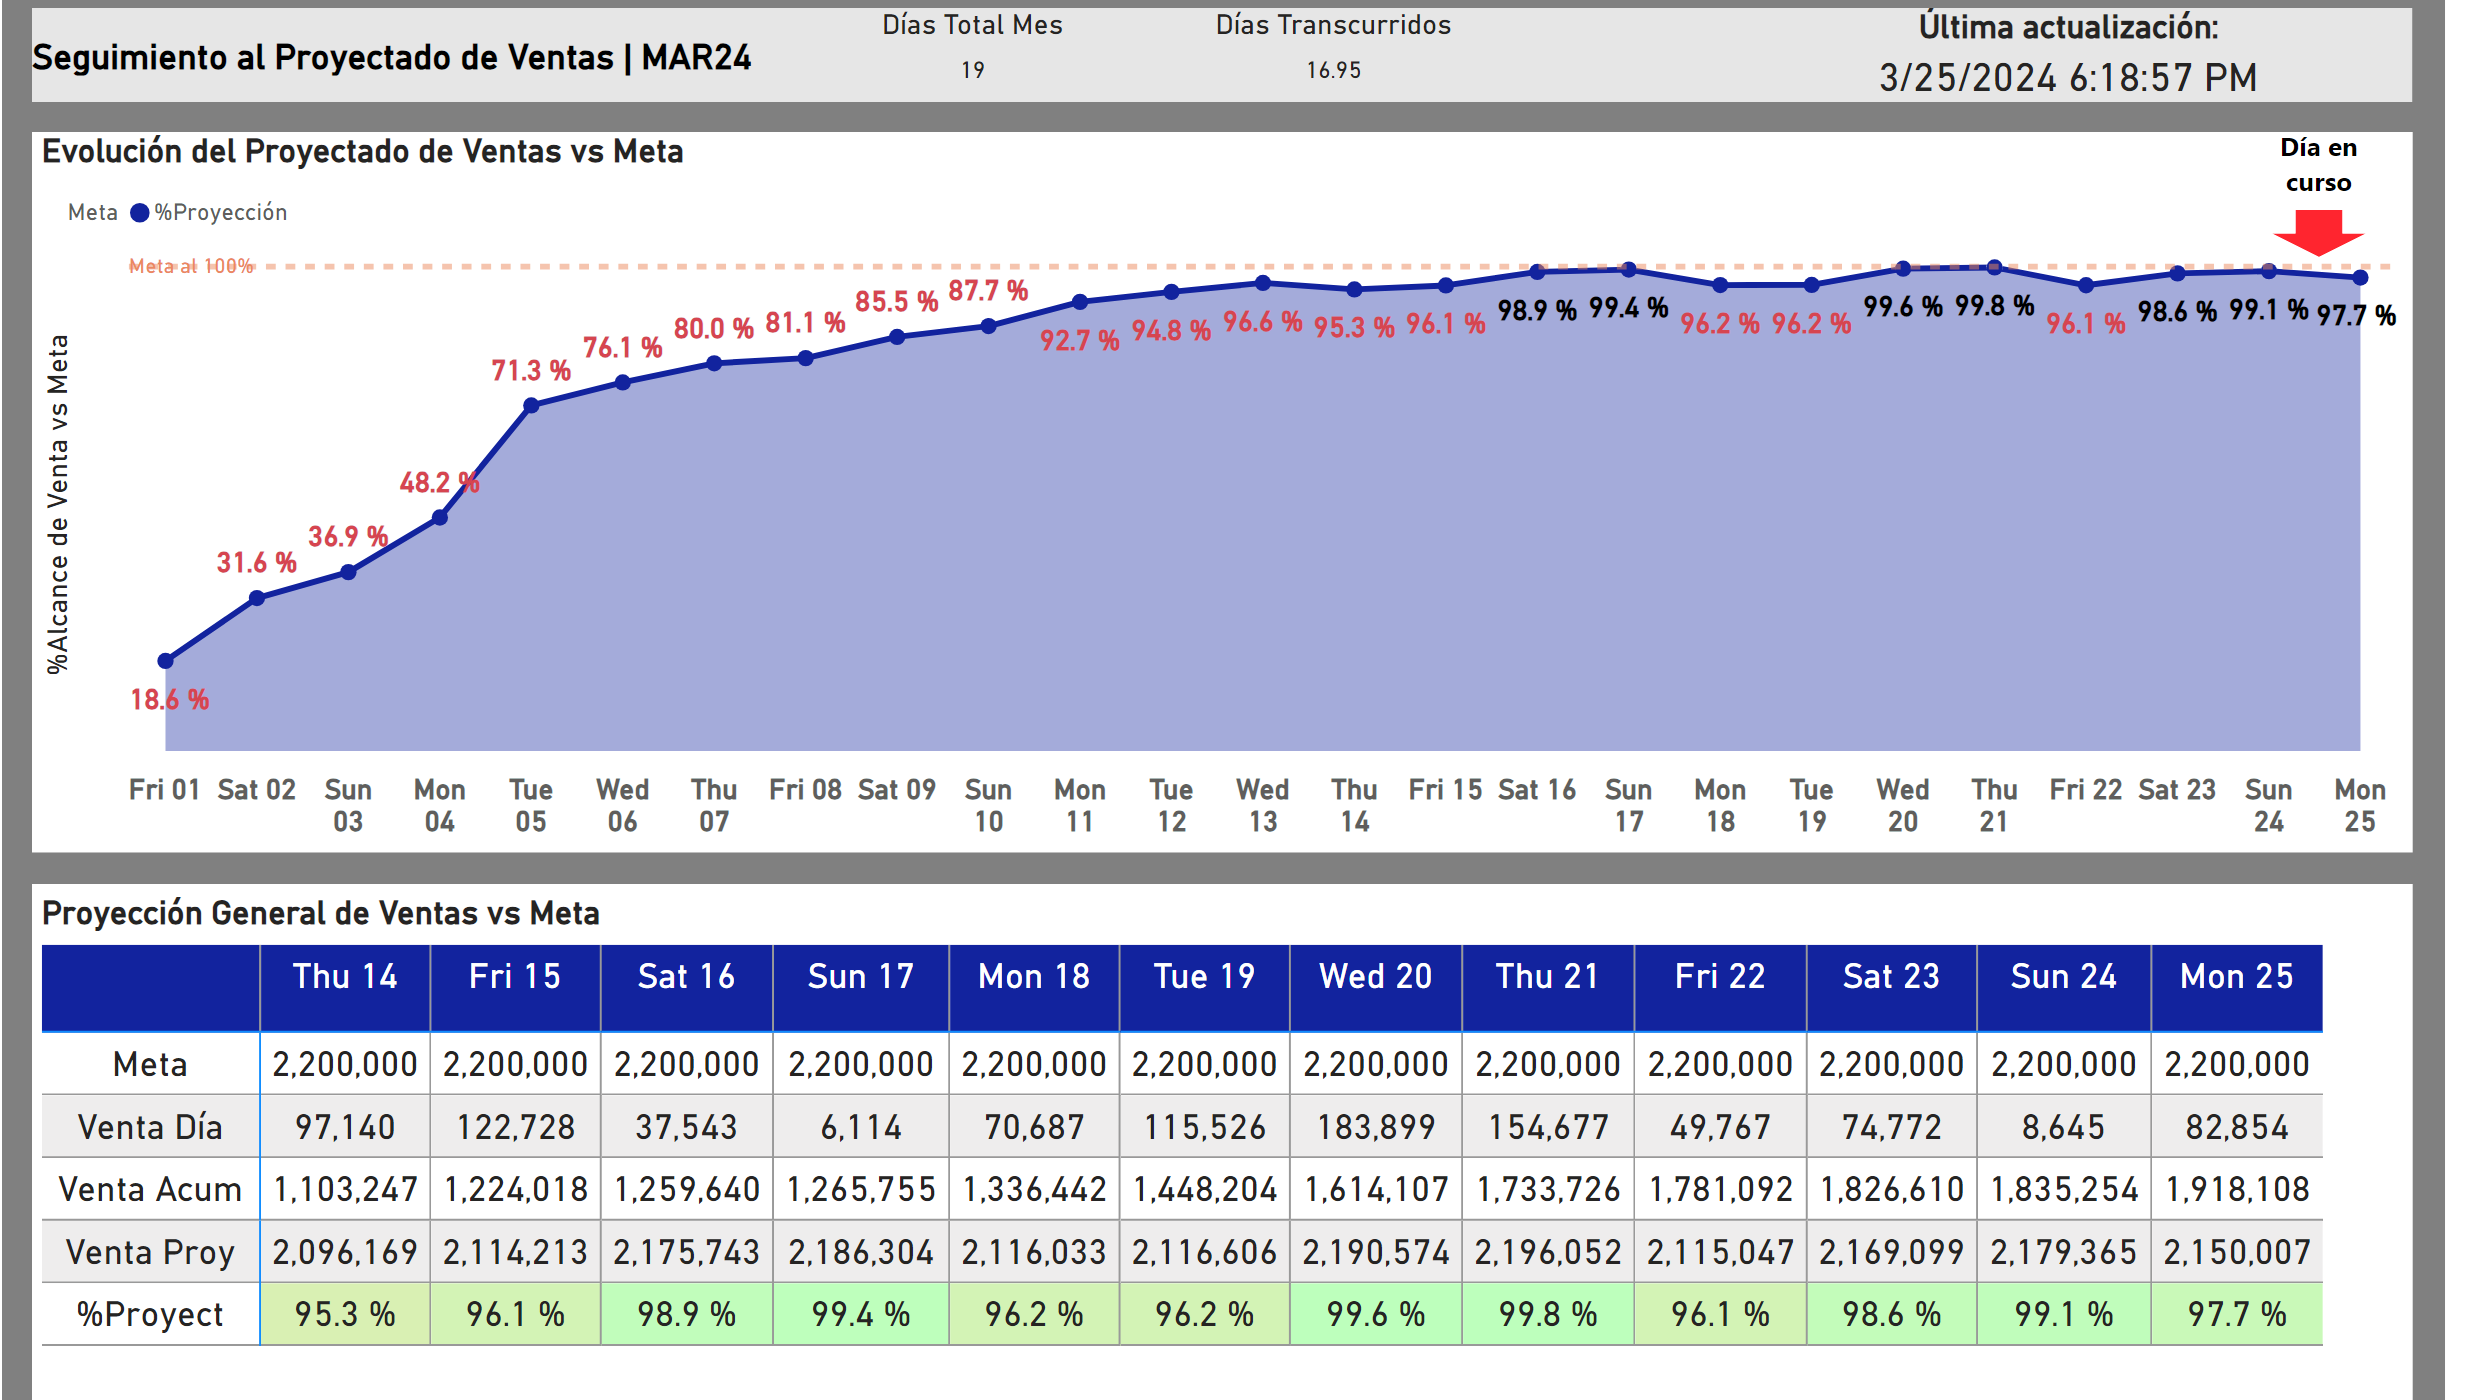 Seguimiento al Proyectado de Ventas | MAR24
Días Total Mes
19
Días Transcurridos
16.95
Última actualización:
3/25/2024 6:18:57 PM
Evolución del Proyectado de Ventas vs Meta
Día en
curso
Meta %Proyección
Meta al 100%
%Alcance de Venta vs Meta
18.6 % 31.6 % 36.9 % 48.2 % 71.3 % 76.1 % 80.0 % 81.1 % 85.5 % 87.7 % 92.7 % 94.8 % 96.6 % 95.3 % 96.1 % 98.9 % 99.4 % 96.2 % 96.2 % 99.6 % 99.8 % 96.1 % 98.6 % 99.1 % 97.7 %
Fri 01 Sat 02 Sun 03 Mon 04 Tue 05 Wed 06 Thu 07 Fri 08 Sat 09 Sun 10 Mon 11 Tue 12 Wed 13 Thu 14 Fri 15 Sat 16 Sun 17 Mon 18 Tue 19 Wed 20 Thu 21 Fri 22 Sat 23 Sun 24 Mon 25
Proyección General de Ventas vs Meta
Thu 14 Fri 15 Sat 16 Sun 17 Mon 18 Tue 19 Wed 20 Thu 21 Fri 22 Sat 23 Sun 24 Mon 25
Meta 2,200,000 2,200,000 2,200,000 2,200,000 2,200,000 2,200,000 2,200,000 2,200,000 2,200,000 2,200,000 2,200,000 2,200,000
Venta Día 97,140 122,728 37,543 6,114 70,687 115,526 183,899 154,677 49,767 74,772 8,645 82,854
Venta Acum 1,103,247 1,224,018 1,259,640 1,265,755 1,336,442 1,448,204 1,614,107 1,733,726 1,781,092 1,826,610 1,835,254 1,918,108
Venta Proy 2,096,169 2,114,213 2,175,743 2,186,304 2,116,033 2,116,606 2,190,574 2,196,052 2,115,047 2,169,099 2,179,365 2,150,007
%Proyect 95.3 % 96.1 % 98.9 % 99.4 % 96.2 % 96.2 % 99.6 % 99.8 % 96.1 % 98.6 % 99.1 % 97.7 %